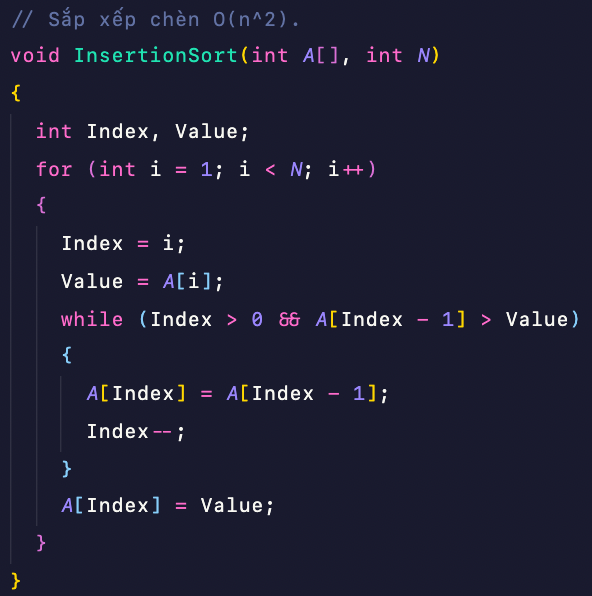 // Sắp xếp chèn O(n^2).
void InsertionSort(int A[], int N)
{
int Index, Value;
for (int i = 1; i < N; i++)
{
Index = i;
Value = A[i];
while (Index > 0 && A[Index - 1] > Value)
{
A[Index] = A[Index - 1];
Index--;
}
A[Index] = Value;
}
}